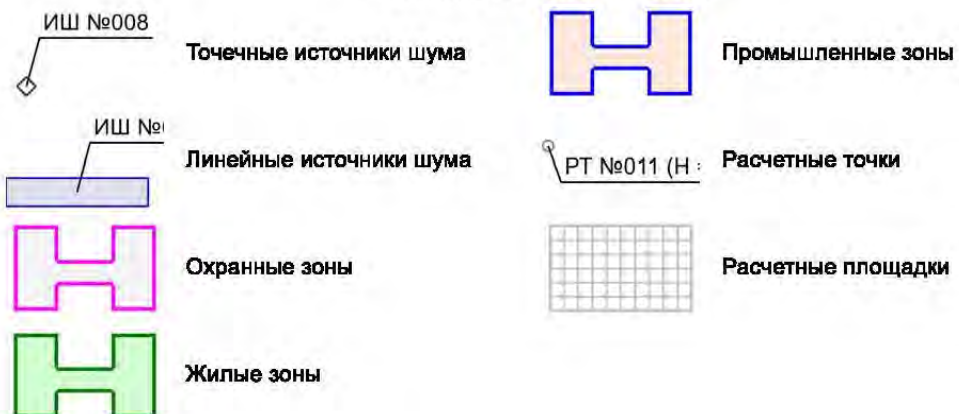 ИШ №008
Точечные источники шума
Промышленные зоны
ИШ №
Линейные источники шума
РТ №011 (Н
Расчетные точки
Охранные зоны
Расчетные площадки
Жилые зоны